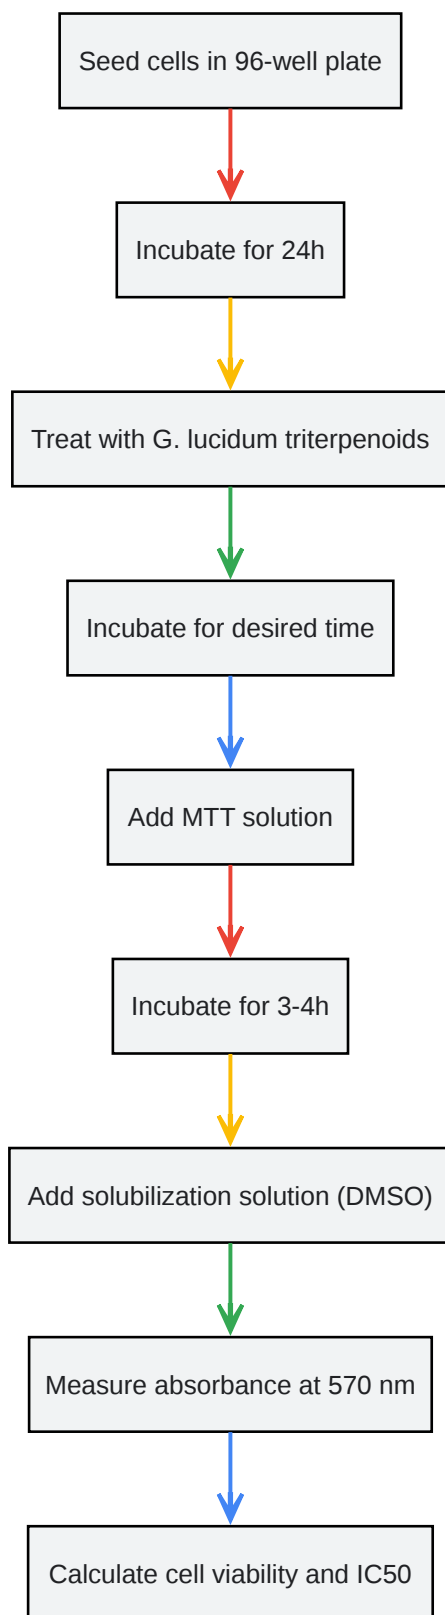 Seed cells in 96-well plate
Incubate for 24h
Treat with G. lucidum triterpenoids
Incubate for desired time
Add MTT solution
Incubate for 3-4h
Add solubilization solution (DMSO)
Measure absorbance at 570 nm
Calculate cell viability and IC50